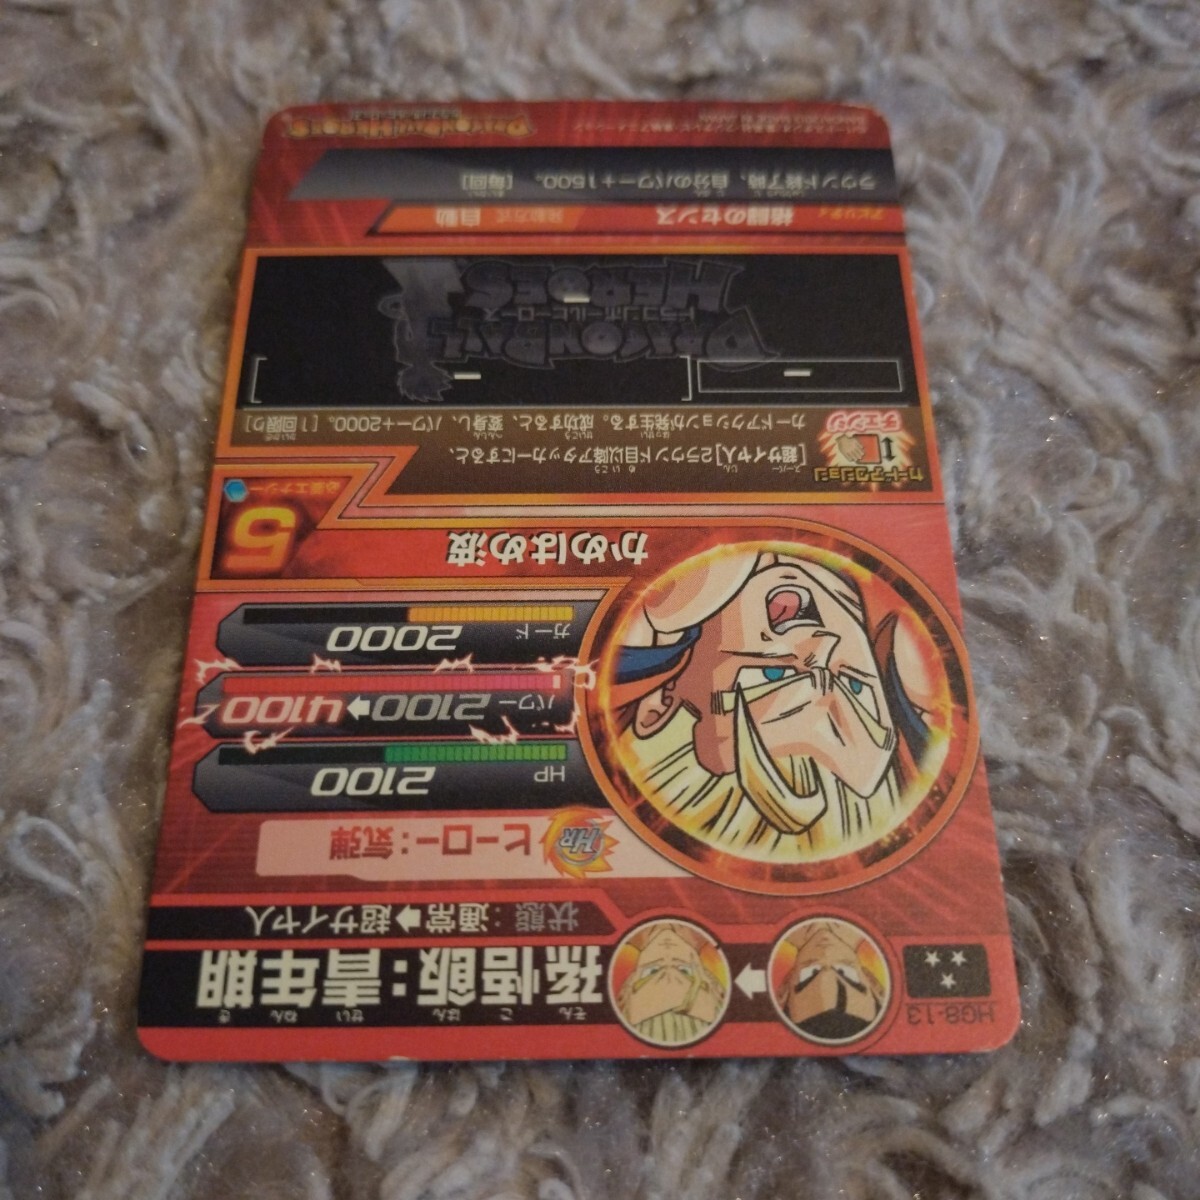 HG8-13
孫悟飯：青年期
そん ご はん せい ねん き
状態：通常➡超サイヤ人
HR ヒーロー：気弾
HP 2100
パワー 2100➡4100
ガード 2000
かめはめ波
5
必要エナジー
カードアクション
チェンジ
[超サイヤ人]2ラウンド目以降アタッカーにすると、
カードアクションが発生する。成功すると、変身し、パワー+2000。[1回限り]
DRAGONBALL
ドラゴンボールヒーローズ
HEROES
アビリティ 格闘のセンス 発動方式 自動
ラウンド終了時、自分のパワー+1500。[毎回]
DRAGONBALL HEROES